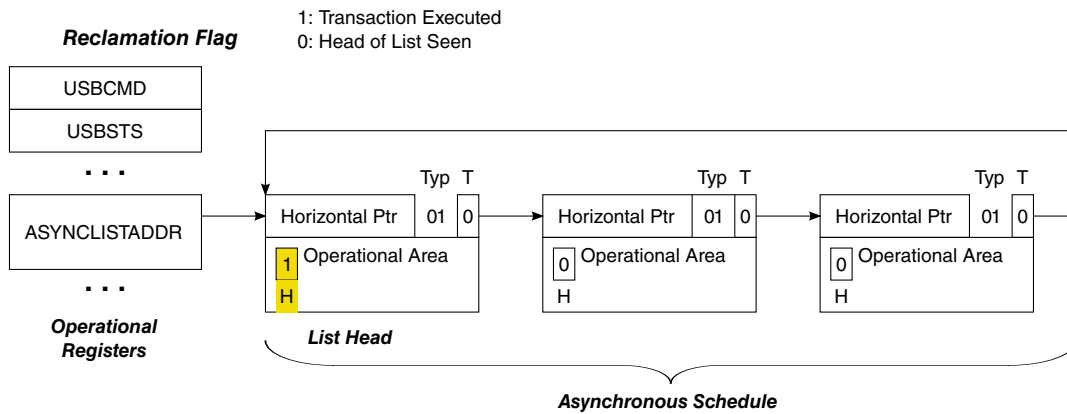 1: Transaction Executed
Reclamation Flag
0: Head of List Seen
USBCMD
USBSTS
. . .
Typ T Typ T Typ T
ASYNCLISTADDR
Horizontal Ptr 01 0 Horizontal Ptr 01 0 Horizontal Ptr 01 0
1 Operational Area 0 Operational Area 0 Operational Area
H H H
. . .
Operational
Registers
List Head
Asynchronous Schedule